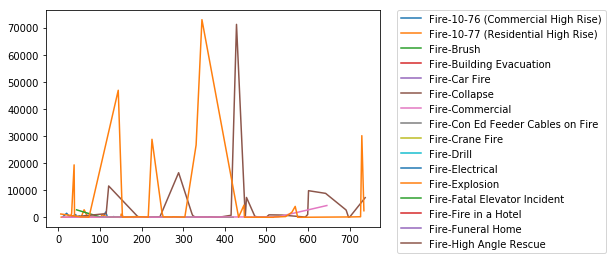 70000
60000
50000
40000
30000
20000
10000
0
0 100 200 300 400 500 600 700
Fire-10-76 (Commercial High Rise)
Fire-10-77 (Residential High Rise)
Fire-Brush
Fire-Building Evacuation
Fire-Car Fire
Fire-Collapse
Fire-Commercial
Fire-Con Ed Feeder Cables on Fire
Fire-Crane Fire
Fire-Drill
Fire-Electrical
Fire-Explosion
Fire-Fatal Elevator Incident
Fire-Fire in a Hotel
Fire-Funeral Home
Fire-High Angle Rescue